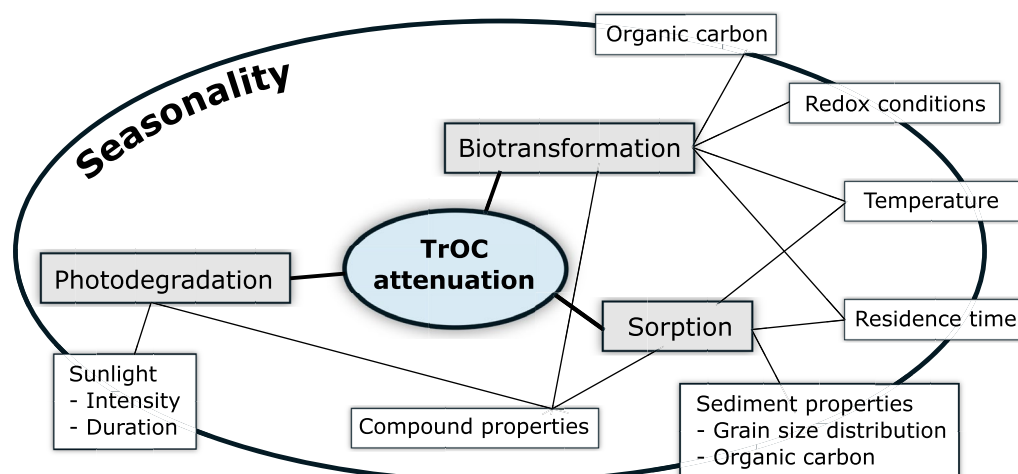 Organic carbon
Seasonality
Redox conditions
Biotransformation
Temperature
TrOC
attenuation
Photodegradation
Sorption
Residence time
Sunlight
- Intensity
- Duration
Compound properties
Sediment properties
- Grain size distribution
- Organic carbon